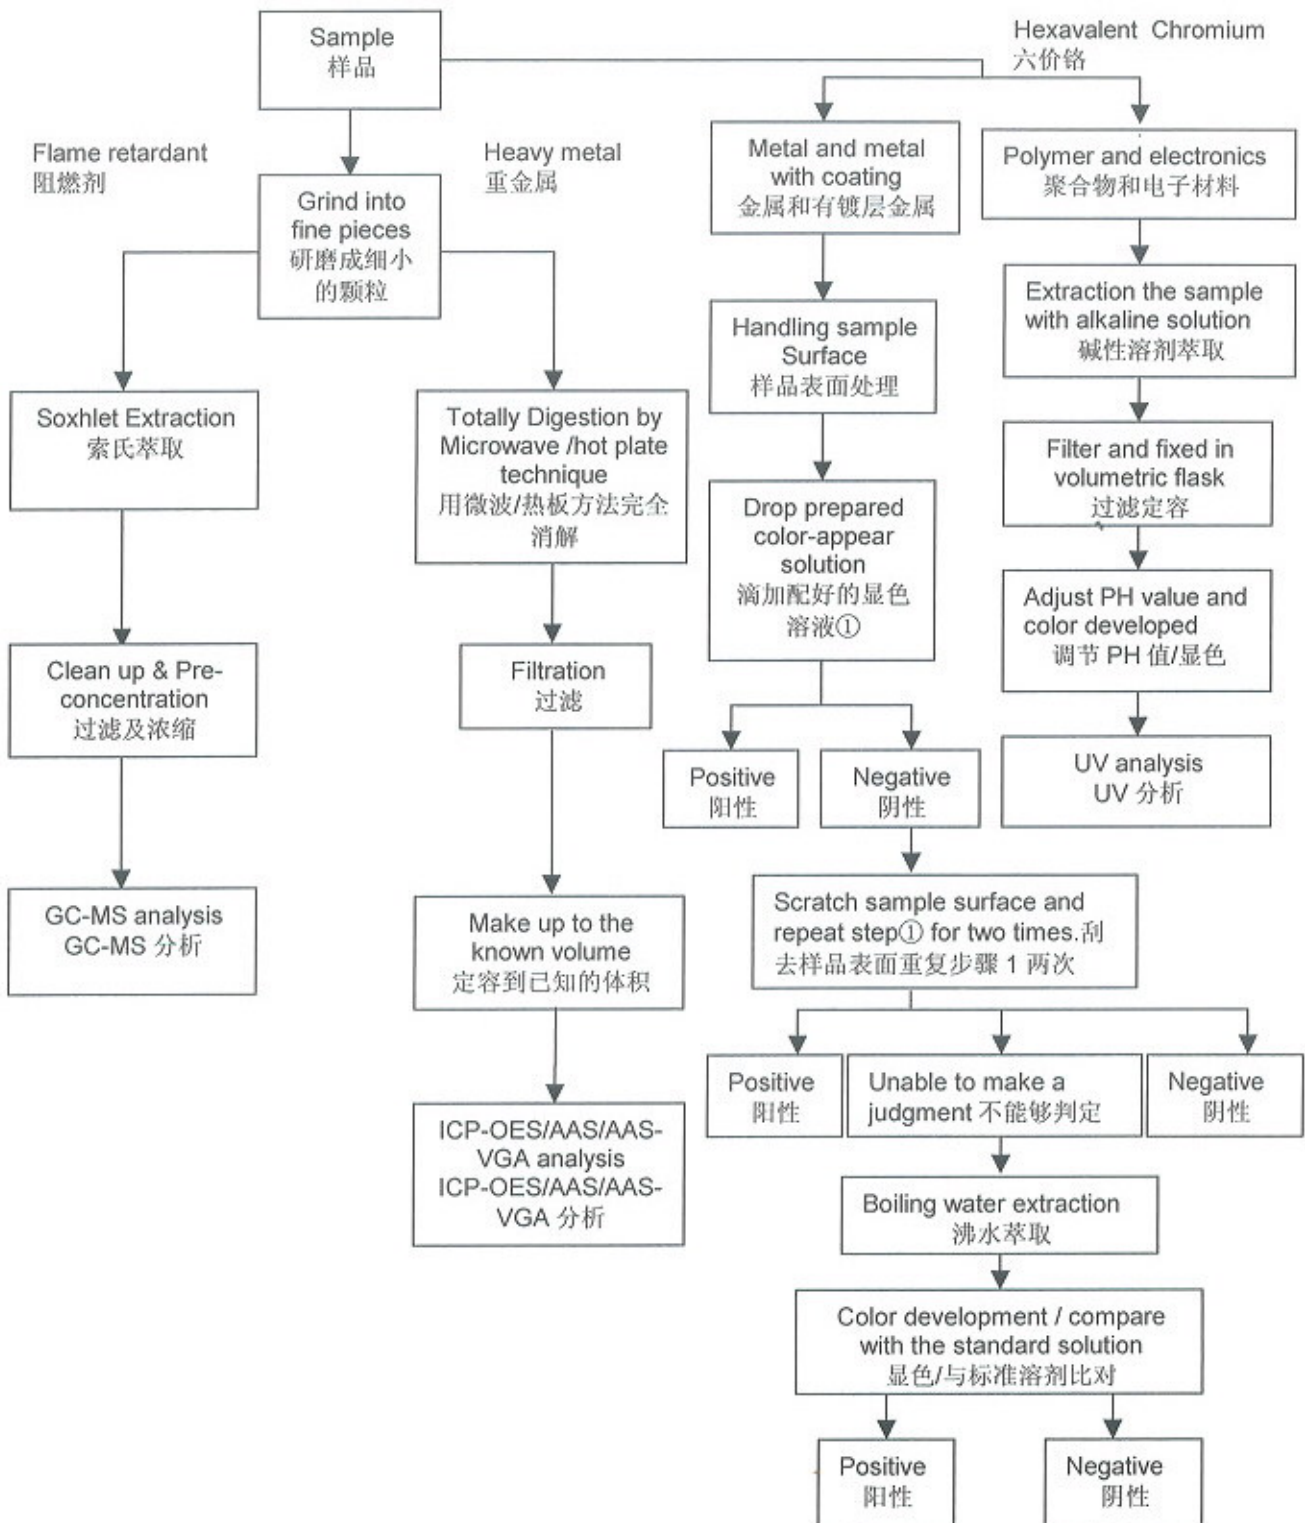 Sample
样品
Hexavalent Chromium
六价铬
Flame retardant
阻燃剂
Heavy metal
重金属
Grind into
fine pieces
研磨成细小
的颗粒
Soxhlet Extraction
索氏萃取
Clean up & Pre-
concentration
过滤及浓缩
GC-MS analysis
GC-MS 分析
Totally Digestion by
Microwave /hot plate
technique
用微波/热板方法完全
消解
Filtration
过滤
Make up to the
known volume
定容到已知的体积
ICP-OES/AAS/AAS-
VGA analysis
ICP-OES/AAS/AAS-
VGA 分析
Metal and metal
with coating
金属和有镀层金属
Handling sample
Surface
样品表面处理
Drop prepared
color-appear
solution
滴加配好的显色
溶液①
Positive
阳性
Negative
阴性
Scratch sample surface and
repeat step① for two times.刮
去样品表面重复步骤 1 两次
Positive
阳性
Unable to make a
judgment 不能够判定
Negative
阴性
Boiling water extraction
沸水萃取
Color development / compare
with the standard solution
显色/与标准溶剂比对
Positive
阳性
Negative
阴性
Polymer and electronics
聚合物和电子材料
Extraction the sample
with alkaline solution
碱性溶剂萃取
Filter and fixed in
volumetric flask
过滤定容
Adjust PH value and
color developed
调节 PH 值/显色
UV analysis
UV 分析